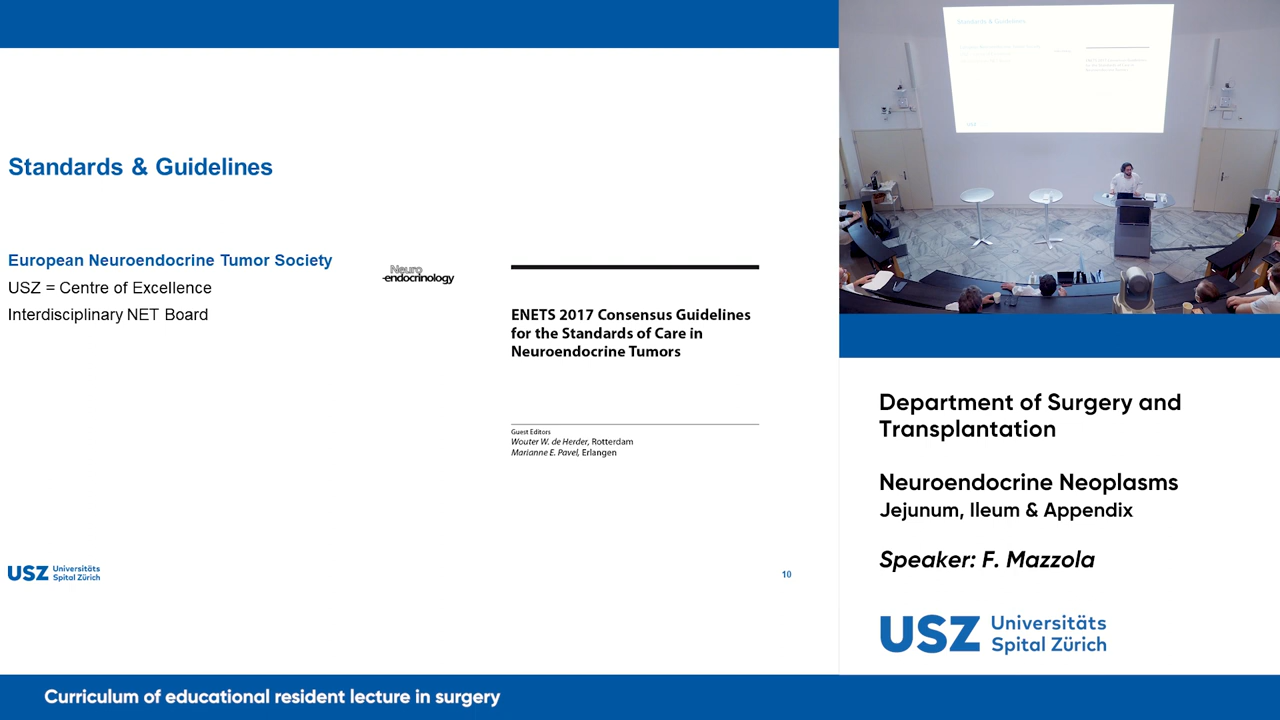 Standards & Guidelines
European Neuroendocrine Tumor Society
USZ = Centre of Excellence
Interdisciplinary NET Board
Neuro
-endocrinology
ENETS 2017 Consensus Guidelines
for the Standards of Care in
Neuroendocrine Tumors
Guest Editors
Wouter W. de Herder, Rotterdam
Marianne E. Pavel, Erlangen
USZ Universitäts
Spital Zürich
10
Standards & Guidelines
USZ
Department of Surgery and
Transplantation
Neuroendocrine Neoplasms
Jejunum, Ileum & Appendix
Speaker: F. Mazzola
USZ Universitäts
Spital Zürich
Curriculum of educational resident lecture in surgery